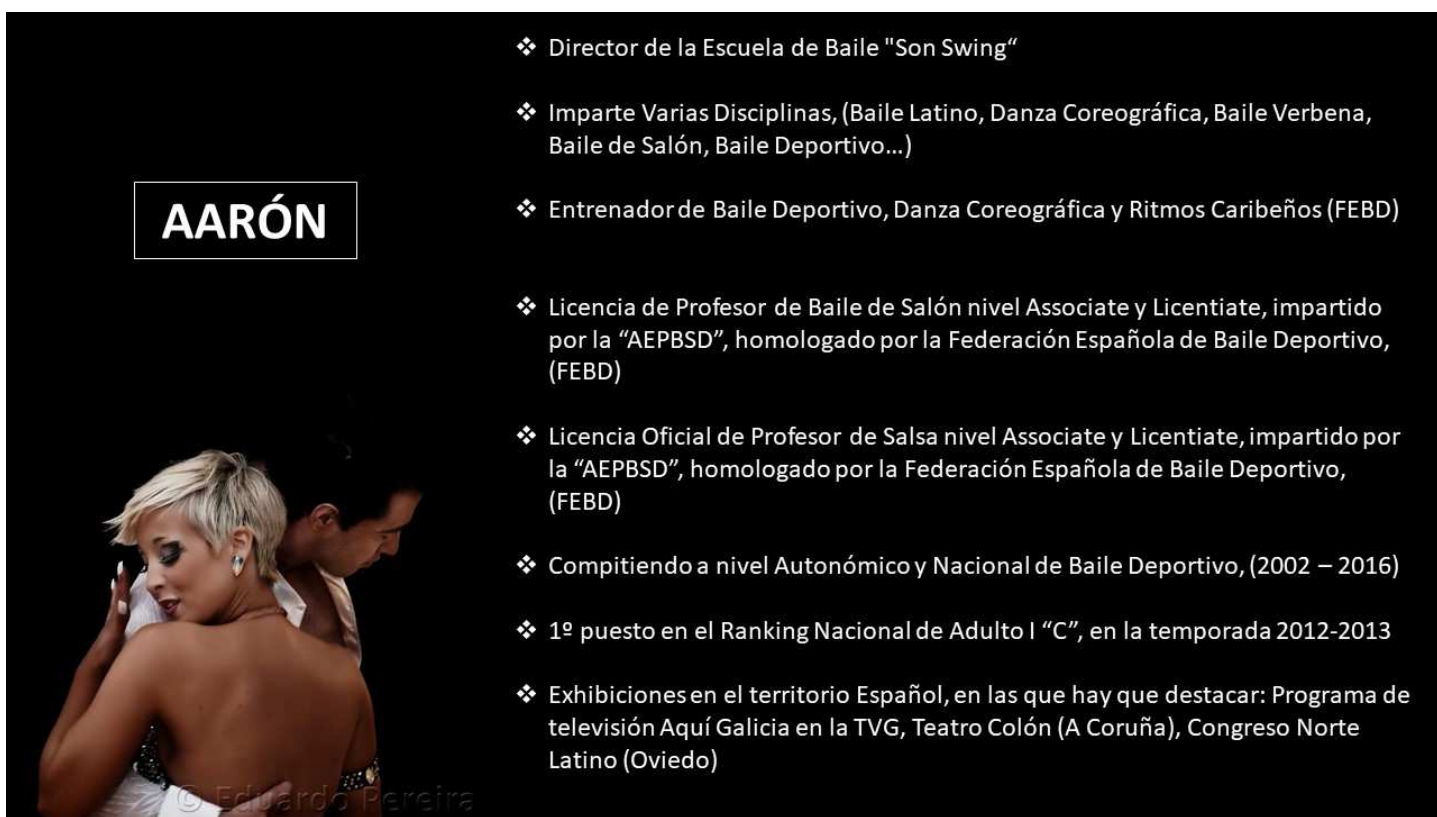 AARÓN
❖ Director de la Escuela de Baile "Son Swing“
❖ Imparte Varias Disciplinas, (Baile Latino, Danza Coreográfica, Baile Verbena,
Baile de Salón, Baile Deportivo…)
❖ Entrenador de Baile Deportivo, Danza Coreográfica y Ritmos Caribeños (FEBD)
❖ Licencia de Profesor de Baile de Salón nivel Associate y Licentiate, impartido
por la “AEPBSD”, homologado por la Federación Española de Baile Deportivo,
(FEBD)
❖ Licencia Oficial de Profesor de Salsa nivel Associate y Licentiate, impartido por
la “AEPBSD”, homologado por la Federación Española de Baile Deportivo,
(FEBD)
❖ Compitiendo a nivel Autonómico y Nacional de Baile Deportivo, (2002 – 2016)
❖ 1º puesto en el Ranking Nacional de Adulto I “C”, en la temporada 2012-2013
❖ Exhibiciones en el territorio Español, en las que hay que destacar: Programa de
televisión Aquí Galicia en la TVG, Teatro Colón (A Coruña), Congreso Norte
Latino (Oviedo)
© Eduardo Pereira